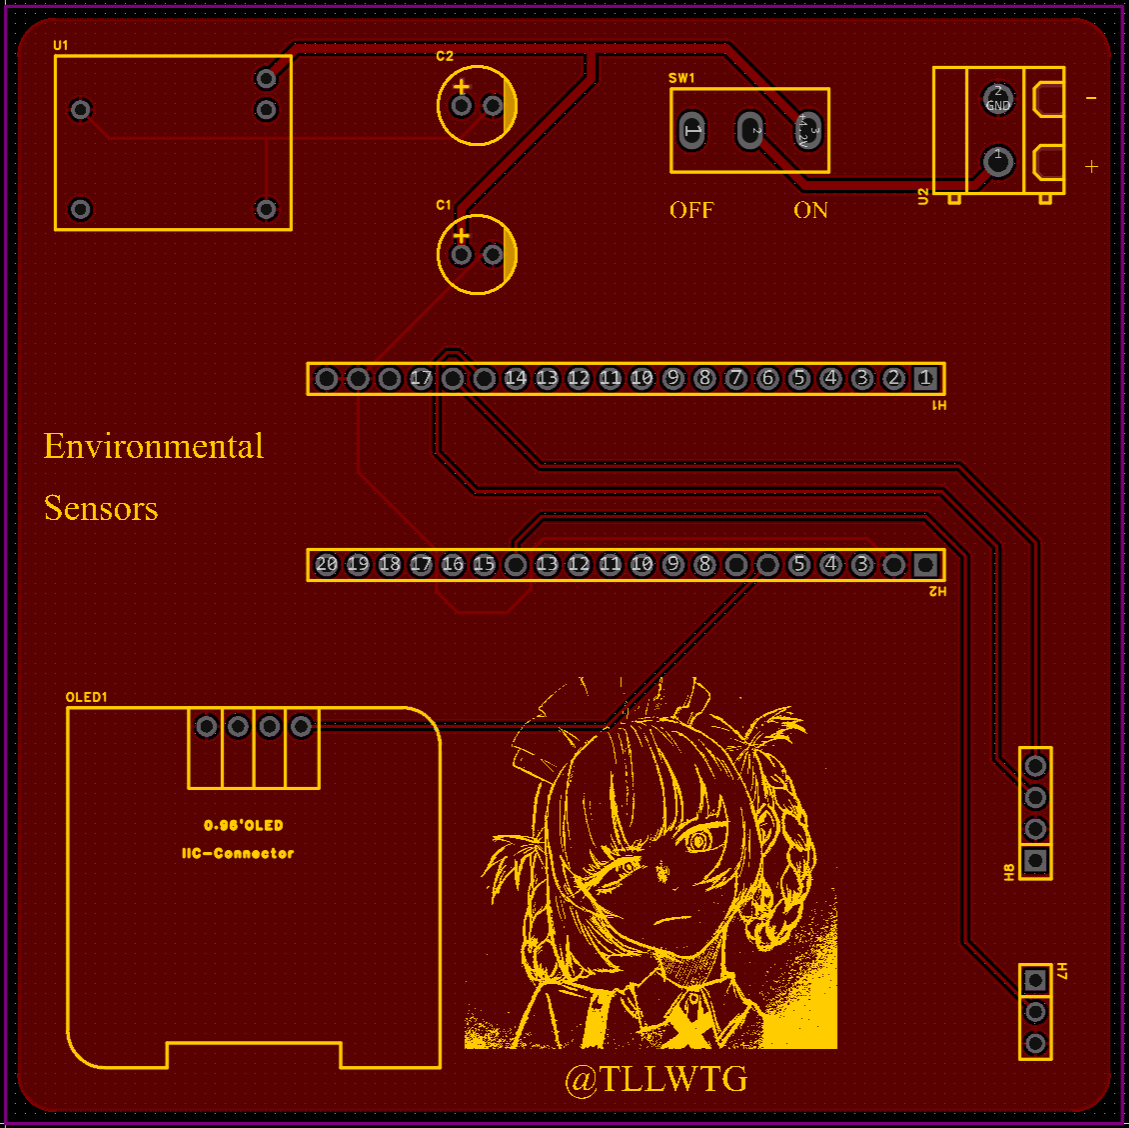 U1
C2
SW1
1
2
3
+4.2V
2
GND
-
1
+
U2
OFF
ON
C1
+
+
17 14 13 12 11 10 9 8 7 6 5 4 3 2 1
H1
Environmental
Sensors
20 19 18 17 16 15 13 12 11 10 9 8 5 4 3
H2
OLED1
0.96'OLED
IIC-Connector
H8
H7
@TLLWTG